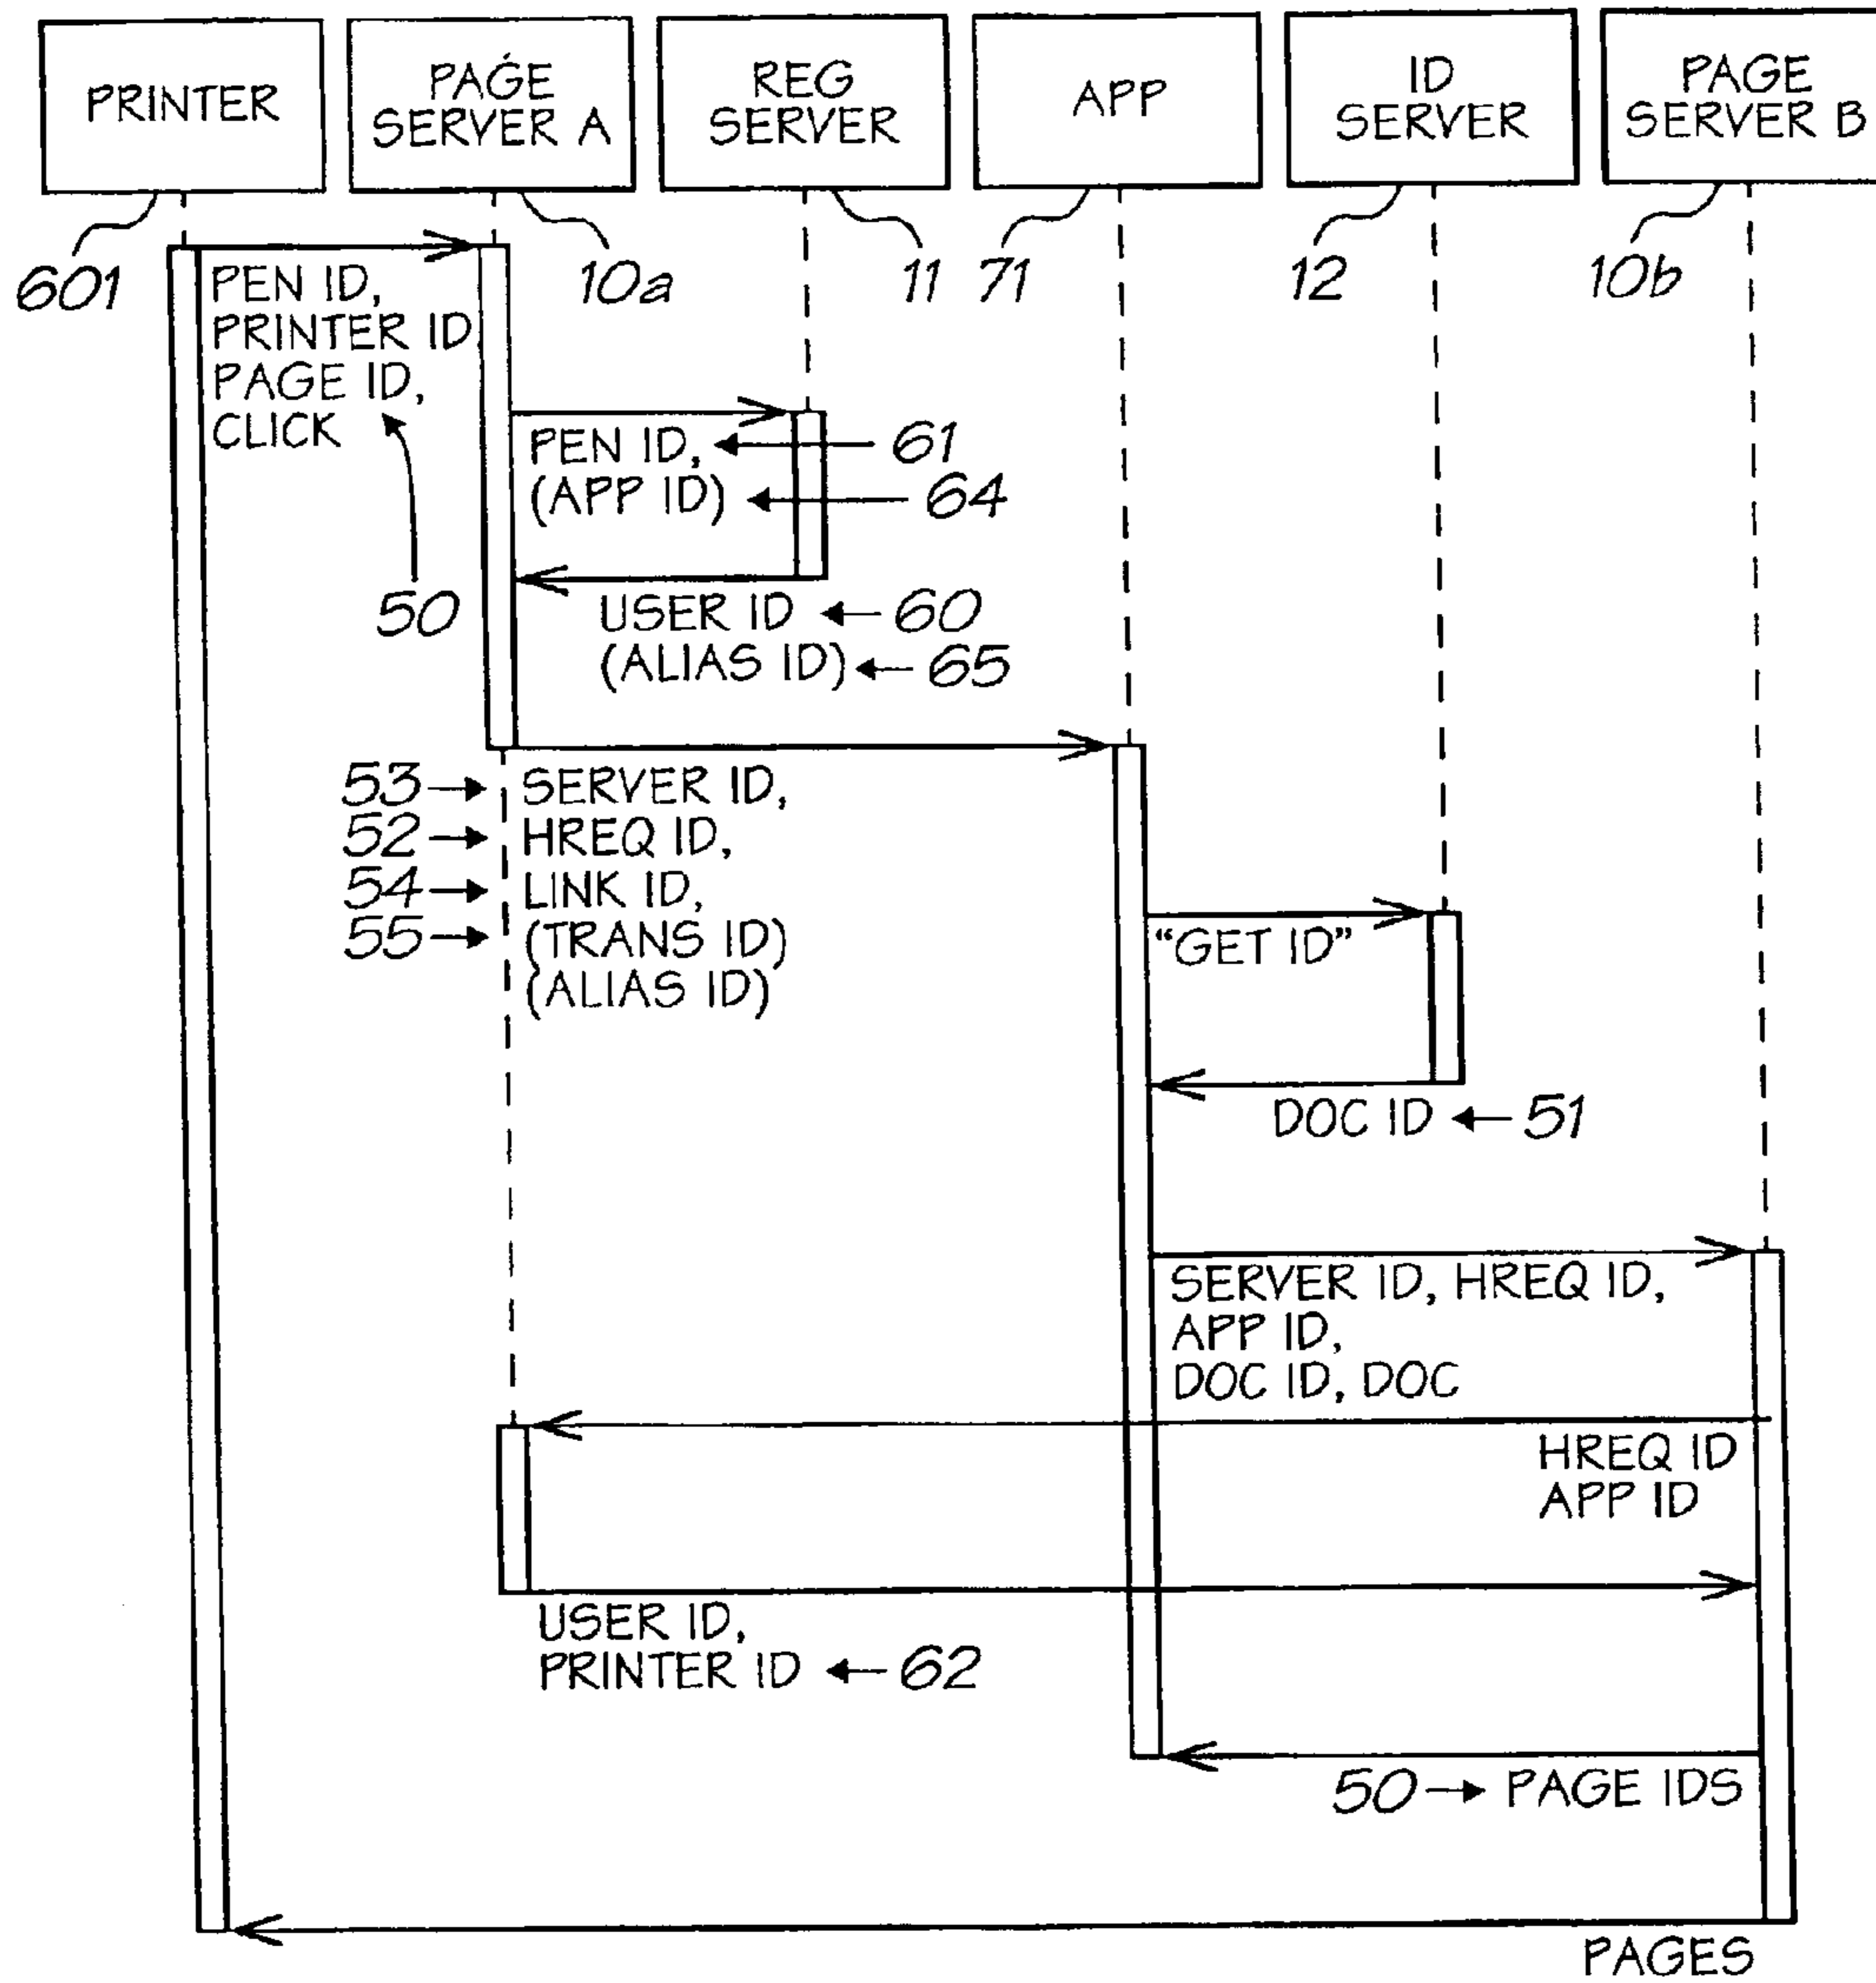 PRINTER
PAGE
SERVER A
REG
SERVER
APP
ID
SERVER
PAGE
SERVER B
601
10a
11
71
12
10b
PEN ID,
PRINTER ID
PAGE ID,
CLICK
50
PEN ID,
61
(APP ID)
64
USER ID
60
(ALIAS ID)
65
53
SERVER ID,
52
HREQ ID,
54
LINK ID,
55
(TRANS ID)
(ALIAS ID)
“GET ID”
DOC ID
51
SERVER ID, HREQ ID,
APP ID,
DOC ID, DOC
HREQ ID
APP ID
USER ID,
PRINTER ID
62
50
PAGE IDS
PAGES